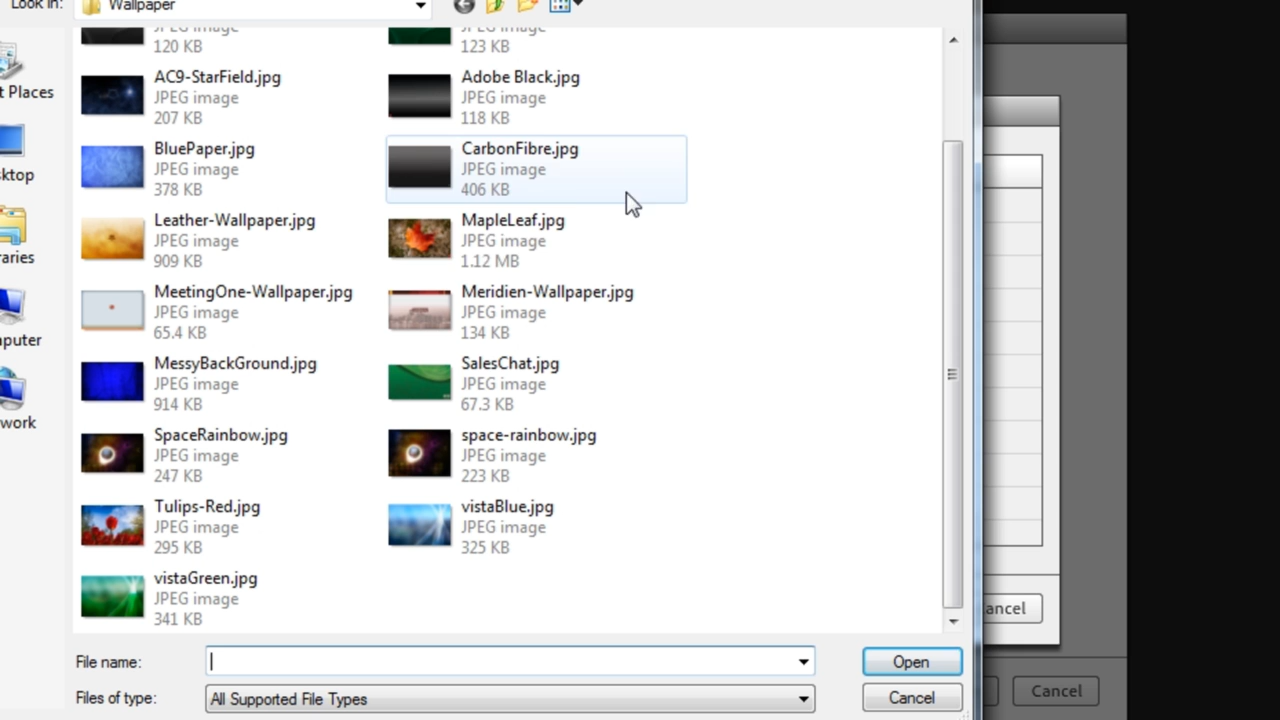 Look in:
Wallpaper
JPEG image
120 KB
JPEG image
123 KB
AC9-StarField.jpg
JPEG image
207 KB
Adobe Black.jpg
JPEG image
118 KB
BluePaper.jpg
JPEG image
378 KB
CarbonFibre.jpg
JPEG image
406 KB
Leather-Wallpaper.jpg
JPEG image
909 KB
MapleLeaf.jpg
JPEG image
1.12 MB
MeetingOne-Wallpaper.jpg
JPEG image
65.4 KB
Meridien-Wallpaper.jpg
JPEG image
134 KB
MessyBackGround.jpg
JPEG image
914 KB
SalesChat.jpg
JPEG image
67.3 KB
SpaceRainbow.jpg
JPEG image
247 KB
space-rainbow.jpg
JPEG image
223 KB
Tulips-Red.jpg
JPEG image
295 KB
vistaBlue.jpg
JPEG image
325 KB
vistaGreen.jpg
JPEG image
341 KB
t Places
ktop
raries
nputer
work
File name:
Open
Files of type:
All Supported File Types
Cancel
ancel
Cancel